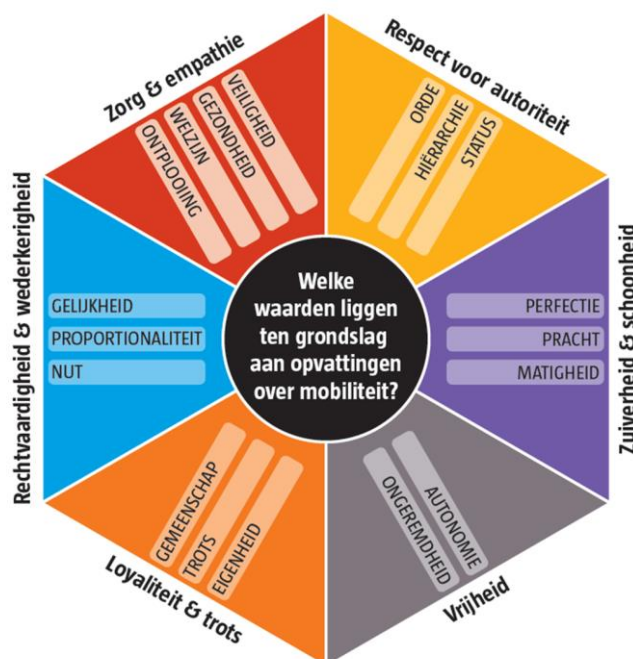 Zorg & empathie
VEILIGHEID
GEZONDHEID
WELZIJN
ONTPLOOIING
Respect voor autoriteit
ORDE
HIËRARCHIE
STATUS
Rechtvaardigheid & wederkerigheid
GELIJKHEID
PROPORTIONALITEIT
NUT
Welke
waarden liggen
ten grondslag
aan opvattingen
over mobiliteit?
Zuiverheid & schoonheid
PERFECTIE
PRACHT
MATIGHEID
Loyaliteit & trots
GEMEENSCHAP
TROTS
EIGENHEID
Vrijheid
AUTONOMIE
ONGEREMDHEID